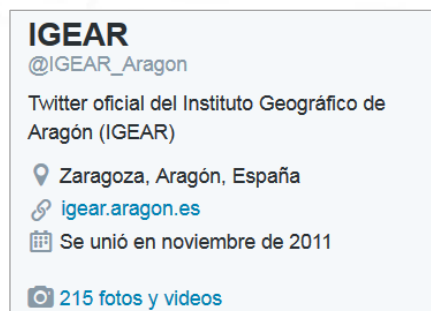 IGEAR
@IGEAR_Aragon
Twitter oficial del Instituto Geográfico de
Aragón (IGEAR)
Zaragoza, Aragón, España
igear.aragon.es
Se unió en noviembre de 2011
215 fotos y videos